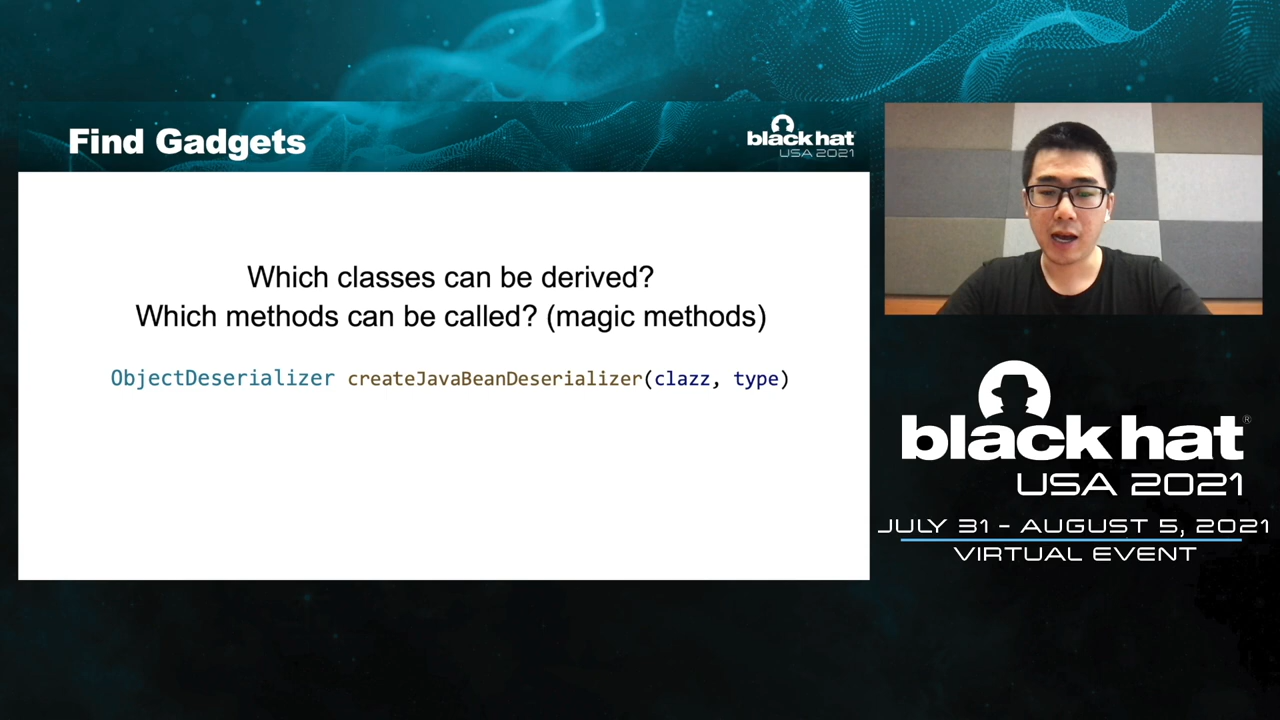 Find Gadgets
black hat
USA 2021
Which classes can be derived?
Which methods can be called? (magic methods)
ObjectDeserializer createJavaBeanDeserializer(clazz, type)
black hat®
USA 2021
JULY 31 - AUGUST 5, 2021
VIRTUAL EVENT